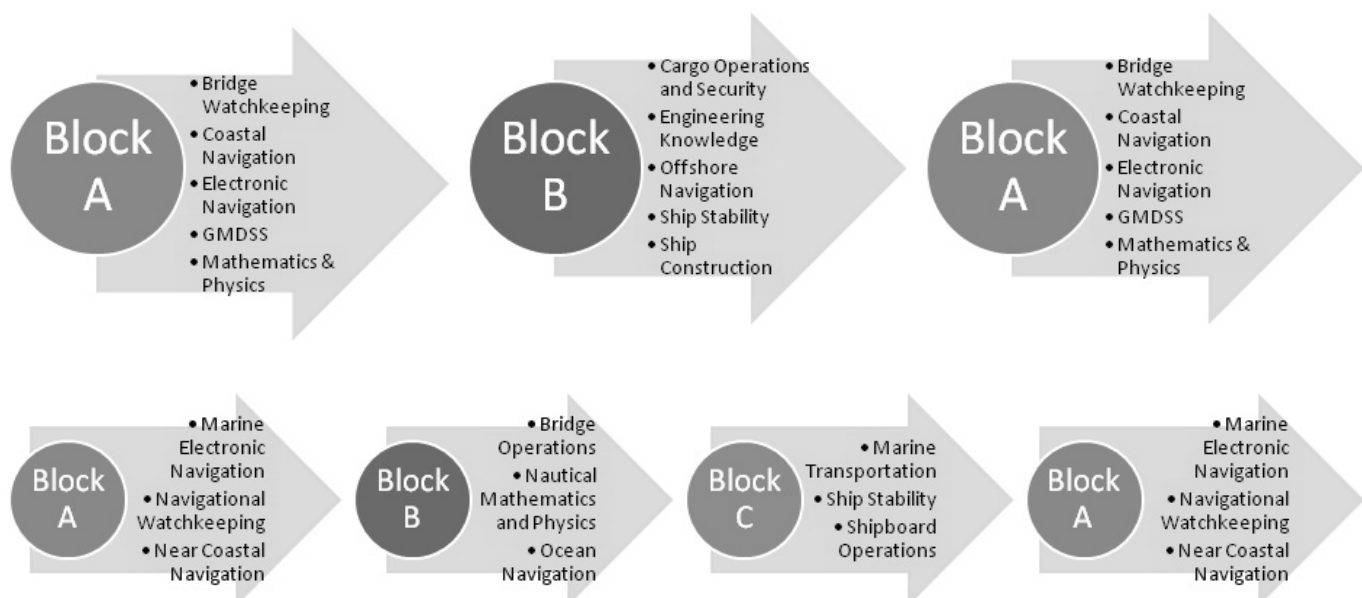 Block
A
• Bridge
Watchkeeping
• Coastal
Navigation
• Electronic
Navigation
• GMDSS
• Mathematics &
Physics
Block
B
• Cargo Operations
and Security
• Engineering
Knowledge
• Offshore
Navigation
• Ship Stability
• Ship
Construction
Block
A
• Bridge
Watchkeeping
• Coastal
Navigation
• Electronic
Navigation
• GMDSS
• Mathematics &
Physics
Block
A
• Marine
Electronic
Navigation
• Navigational
Watchkeeping
• Near Coastal
Navigation
Block
B
• Bridge
Operations
• Nautical
Mathematics
and Physics
• Ocean
Navigation
Block
C
• Marine
Transportation
• Ship Stability
• Shipboard
Operations
Block
A
• Marine
Electronic
Navigation
• Navigational
Watchkeeping
• Near Coastal
Navigation